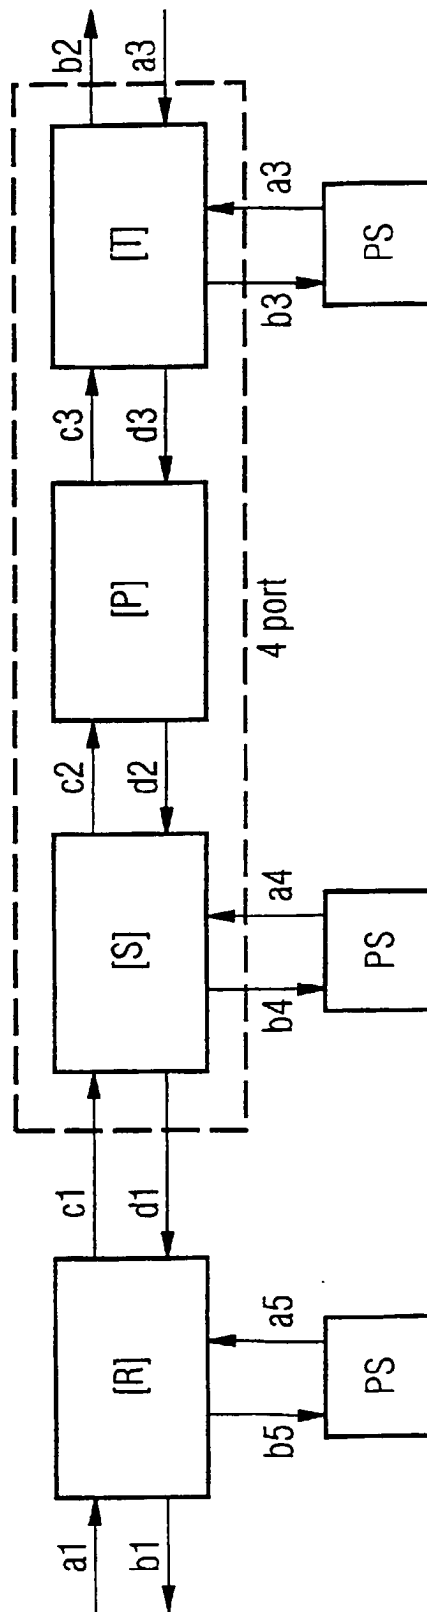 a1
b1
[R]
c1
d1
[S]
c2
d2
[P]
c3
d3
[T]
b2
a3
b5
a5
b4
a4
4 port
b3
a3
PS
PS
PS